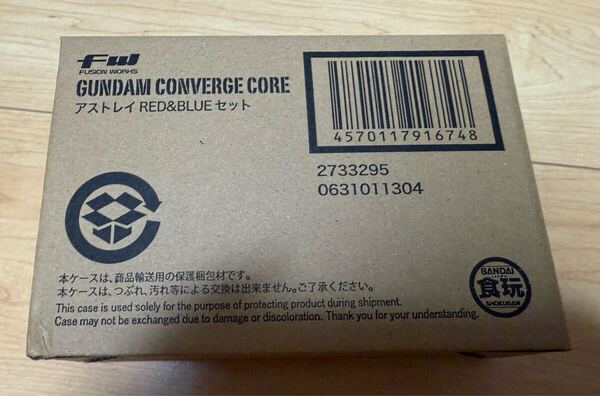 FW
FUSION WORKS
GUNDAM CONVERGE CORE
アストレイ RED&BLUE セット
4570117916748
2733295
0631011304
本ケースは、商品輸送用の保護梱包材です。
本ケースは、つぶれ、汚れ等による交換は出来ません。ご了承ください。
This case is used solely for the purpose of protecting product during shipment.
Case may not be exchanged due to damage or discoloration. Thank you for your understanding.
BANDAI
食玩
SHOKUGAN